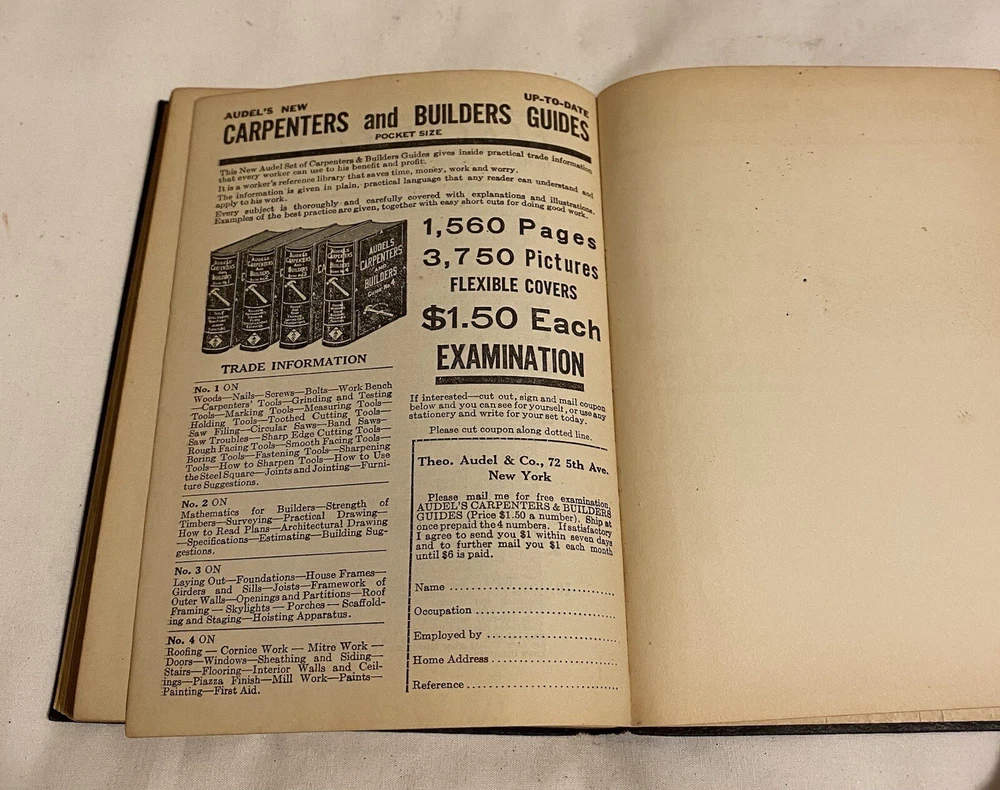 AUDEL'S NEW
UP-TO-DATE
CARPENTERS and BUILDERS GUIDES
POCKET SIZE
This New Audel Set of Carpenters & Builders Guides gives inside practical trade information
that every worker can use to his benefit and profit.
It is a worker's reference library that saves time, money, work and worry.
The information is given in plain, practical language that any reader can understand and
apply to his work.
Every subject is thoroughly and carefully covered with explanations and illustrations.
Examples of the best practice are given, together with easy short cuts for doing good work.
AUDELS
CARPENTERS
AND
BUILDERS
GUIDE No. 4
1,560 Pages
3,750 Pictures
FLEXIBLE COVERS
$1.50 Each
EXAMINATION
TRADE INFORMATION
No. 1 ON
Woods—Nails—Screws—Bolts—Work Bench
—Carpenters' Tools—Grinding and Testing
Tools—Marking Tools—Measuring Tools—
Holding Tools—Toothed Cutting Tools—
Saw Filing—Circular Saws—Band Saws—
Saw Troubles—Sharp Edge Cutting Tools—
Rough Facing Tools—Smooth Facing Tools—
Boring Tools—Fastening Tools—Sharpening
Tools—How to Sharpen Tools—How to Use
the Steel Square—Joints and Jointing—Furni-
ture Suggestions.
No. 2 ON
Mathematics for Builders—Strength of
Timbers—Surveying—Practical Drawing—
How to Read Plans—Architectural Drawing
—Specifications—Estimating—Building Sug-
gestions.
No. 3 ON
Laying Out—Foundations—House Frames—
Girders and Sills—Joists—Framework of
Outer Walls—Openings and Partitions—Roof
Framing—Skylights—Porches—Scaffold-
ing and Staging—Hoisting Apparatus.
No. 4 ON
Roofing—Cornice Work—Mitre Work—
Doors—Windows—Sheathing and Siding—
Stairs—Flooring—Interior Walls and Ceil-
ings—Piazza Finish—Mill Work—Paints—
Painting—First Aid.
If interested—cut out, sign and mail coupon
below and you can see for yourself, or use any
stationery and write for your set today.
Please cut coupon along dotted line.
Theo. Audel & Co., 72 5th Ave.
New York
Please mail me for free examination,
AUDEL'S CARPENTERS & BUILDERS
GUIDES (Price $1.50 a number). Ship at
once prepaid the 4 numbers. If satisfactory
I agree to send you $1 within seven days
and to further mail you $1 each month
until $6 is paid.
Name
Occupation
Employed by
Home Address
Reference